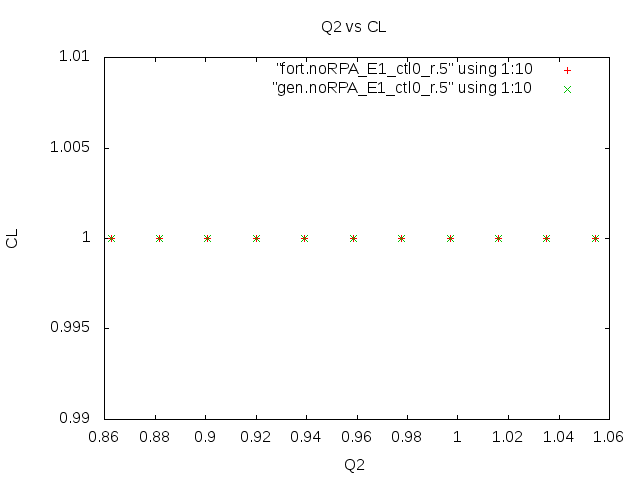 Q2 vs CL
"fort.noRPA_E1_ctl0_r.5" using 1:10
"gen.noRPA_E1_ctl0_r.5" using 1:10
1.01
1.005
1
0.995
0.99
CL
0.86 0.88 0.9 0.92 0.94 0.96 0.98 1 1.02 1.04 1.06
Q2